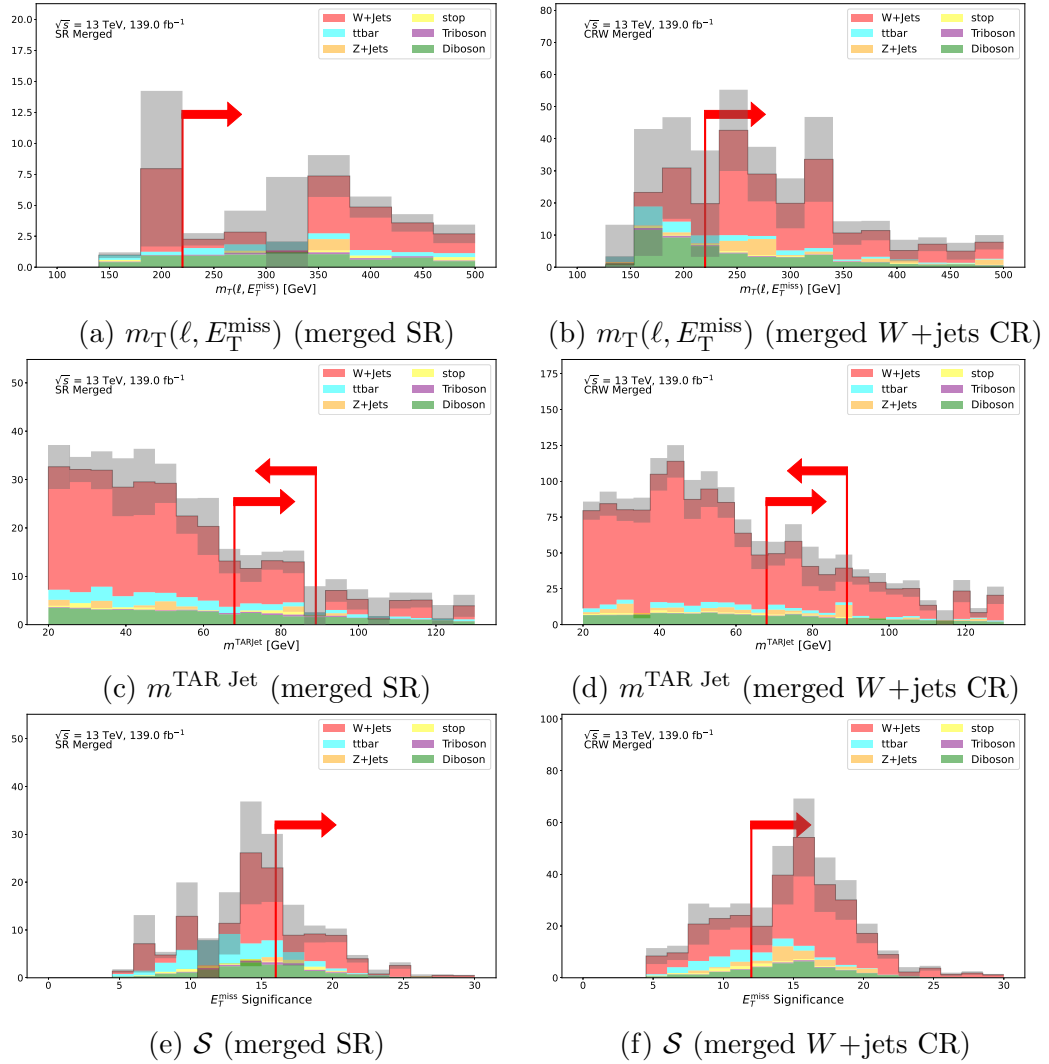 √s = 13 TeV, 139.0 fb⁻¹
SR Merged
W+Jets
ttbar
Z+Jets
stop
Triboson
Diboson
20.0
17.5
15.0
12.5
10.0
7.5
5.0
2.5
0.0
100 150 200 250 300 350 400 450 500
m_T(ℓ, E_T^miss) [GeV]
√s = 13 TeV, 139.0 fb⁻¹
CRW Merged
W+Jets
ttbar
Z+Jets
stop
Triboson
Diboson
80
70
60
50
40
30
20
10
0
100 150 200 250 300 350 400 450 500
m_T(ℓ, E_T^miss) [GeV]
(a) m_T(ℓ, E_T^miss) (merged SR)
(b) m_T(ℓ, E_T^miss) (merged W+jets CR)
√s = 13 TeV, 139.0 fb⁻¹
SR Merged
W+Jets
ttbar
Z+Jets
stop
Triboson
Diboson
50
40
30
20
10
0
20 40 60 80 100 120
m^TARJet [GeV]
√s = 13 TeV, 139.0 fb⁻¹
CRW Merged
W+Jets
ttbar
Z+Jets
stop
Triboson
Diboson
175
150
125
100
75
50
25
0
20 40 60 80 100 120
m^TARJet [GeV]
(c) m^TAR Jet (merged SR)
(d) m^TAR Jet (merged W+jets CR)
√s = 13 TeV, 139.0 fb⁻¹
SR Merged
W+Jets
ttbar
Z+Jets
stop
Triboson
Diboson
50
40
30
20
10
0
0 5 10 15 20 25 30
E_T^miss Significance
√s = 13 TeV, 139.0 fb⁻¹
CRW Merged
W+Jets
ttbar
Z+Jets
stop
Triboson
Diboson
100
80
60
40
20
0
0 5 10 15 20 25 30
E_T^miss Significance
(e) 𝒮 (merged SR)
(f) 𝒮 (merged W+jets CR)